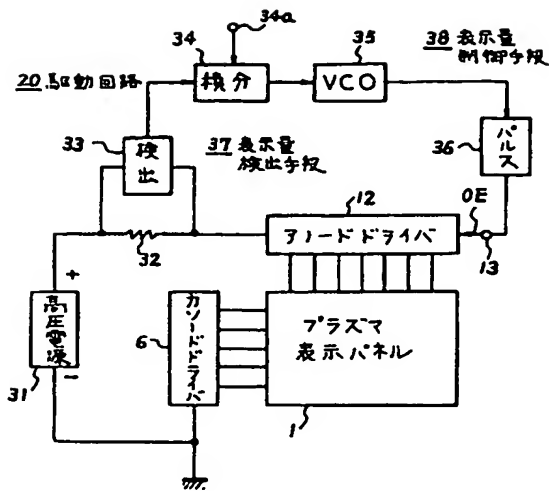 34a
34
35
38 表示量
制御手段
20 駆動回路
積分
VCO
33
検出
37 表示量
検出手段
パルス
36
12
OE
32
アノードドライバ
13
+
高圧電源
−
31
6
カソードドライバ
プラズマ
表示パネル
1